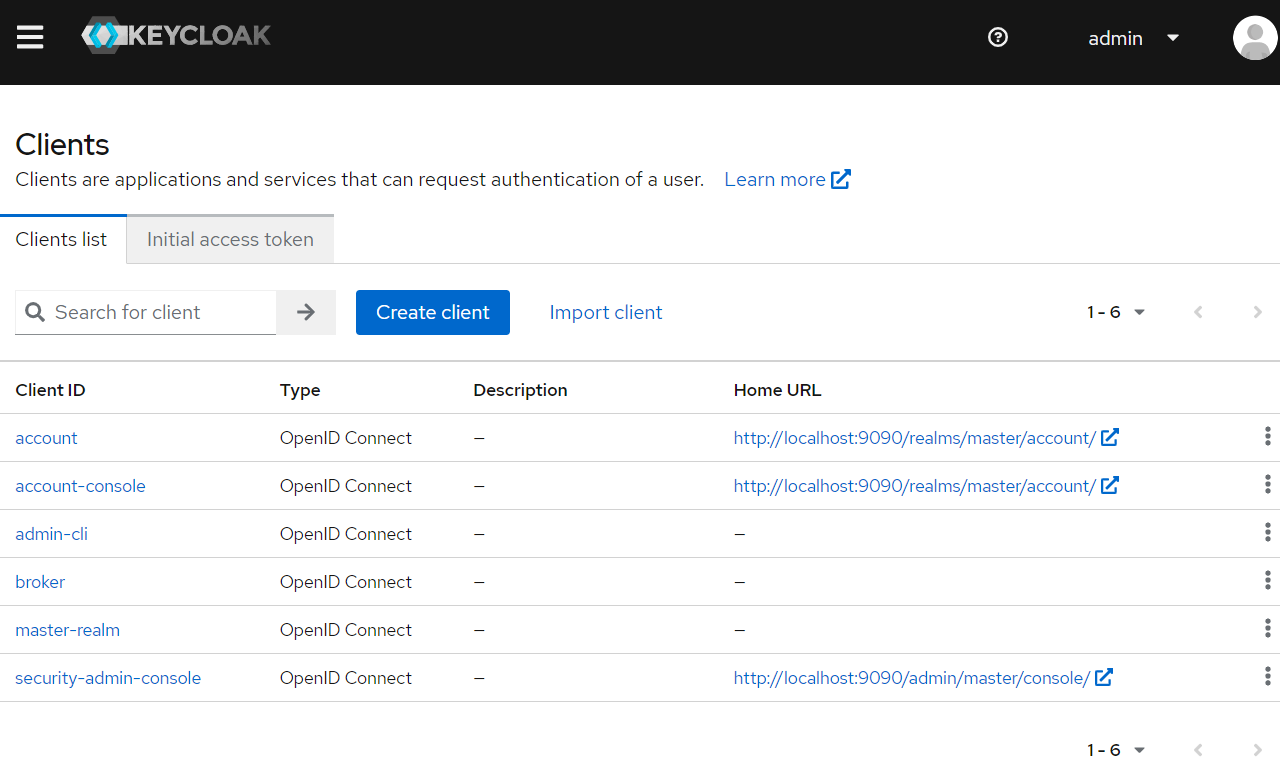 KEYCLOAK
admin
Clients
Clients are applications and services that can request authentication of a user. Learn more
Clients list Initial access token
Search for client Create client Import client 1 - 6
Client ID Type Description Home URL
account OpenID Connect – http://localhost:9090/realms/master/account/
account-console OpenID Connect – http://localhost:9090/realms/master/account/
admin-cli OpenID Connect – –
broker OpenID Connect – –
master-realm OpenID Connect – –
security-admin-console OpenID Connect – http://localhost:9090/admin/master/console/
1 - 6